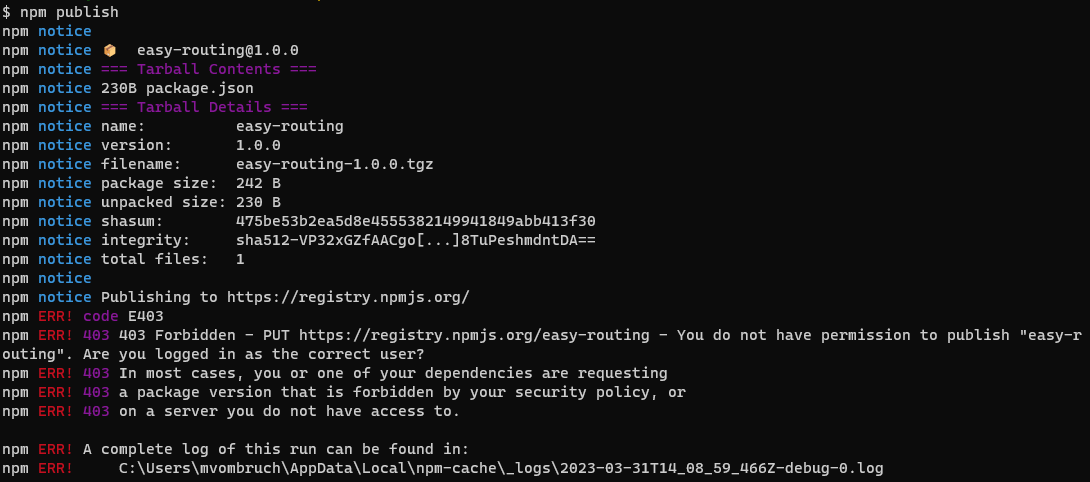 $ npm publish
npm notice
npm notice 📦  easy-routing@1.0.0
npm notice === Tarball Contents ===
npm notice 230B package.json
npm notice === Tarball Details ===
npm notice name:          easy-routing
npm notice version:       1.0.0
npm notice filename:      easy-routing-1.0.0.tgz
npm notice package size:  242 B
npm notice unpacked size: 230 B
npm notice shasum:        475be53b2ea5d8e4555382149941849abb413f30
npm notice integrity:     sha512-VP32xGZfAACgo[...]8TuPeshmdntDA==
npm notice total files:   1
npm notice
npm notice Publishing to https://registry.npmjs.org/
npm ERR! code E403
npm ERR! 403 403 Forbidden - PUT https://registry.npmjs.org/easy-routing - You do not have permission to publish "easy-r
outing". Are you logged in as the correct user?
npm ERR! 403 In most cases, you or one of your dependencies are requesting
npm ERR! 403 a package version that is forbidden by your security policy, or
npm ERR! 403 on a server you do not have access to.
npm ERR! A complete log of this run can be found in:
npm ERR!     C:\Users\mvombruch\AppData\Local\npm-cache\_logs\2023-03-31T14_08_59_466Z-debug-0.log